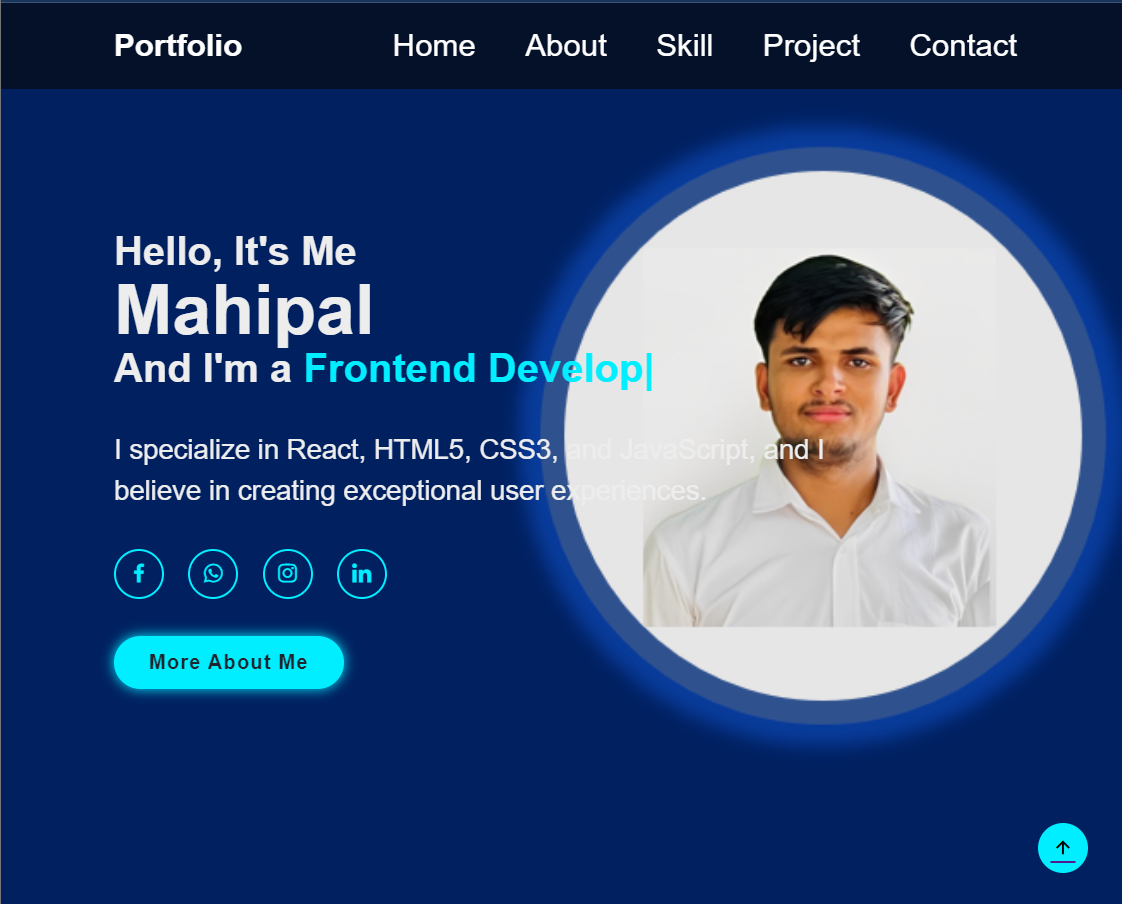 Portfolio Home About Skill Project Contact
Hello, It's Me
Mahipal
And I'm a Frontend Develop|
I specialize in React, HTML5, CSS3, and JavaScript, and I
believe in creating exceptional user experiences.
More About Me